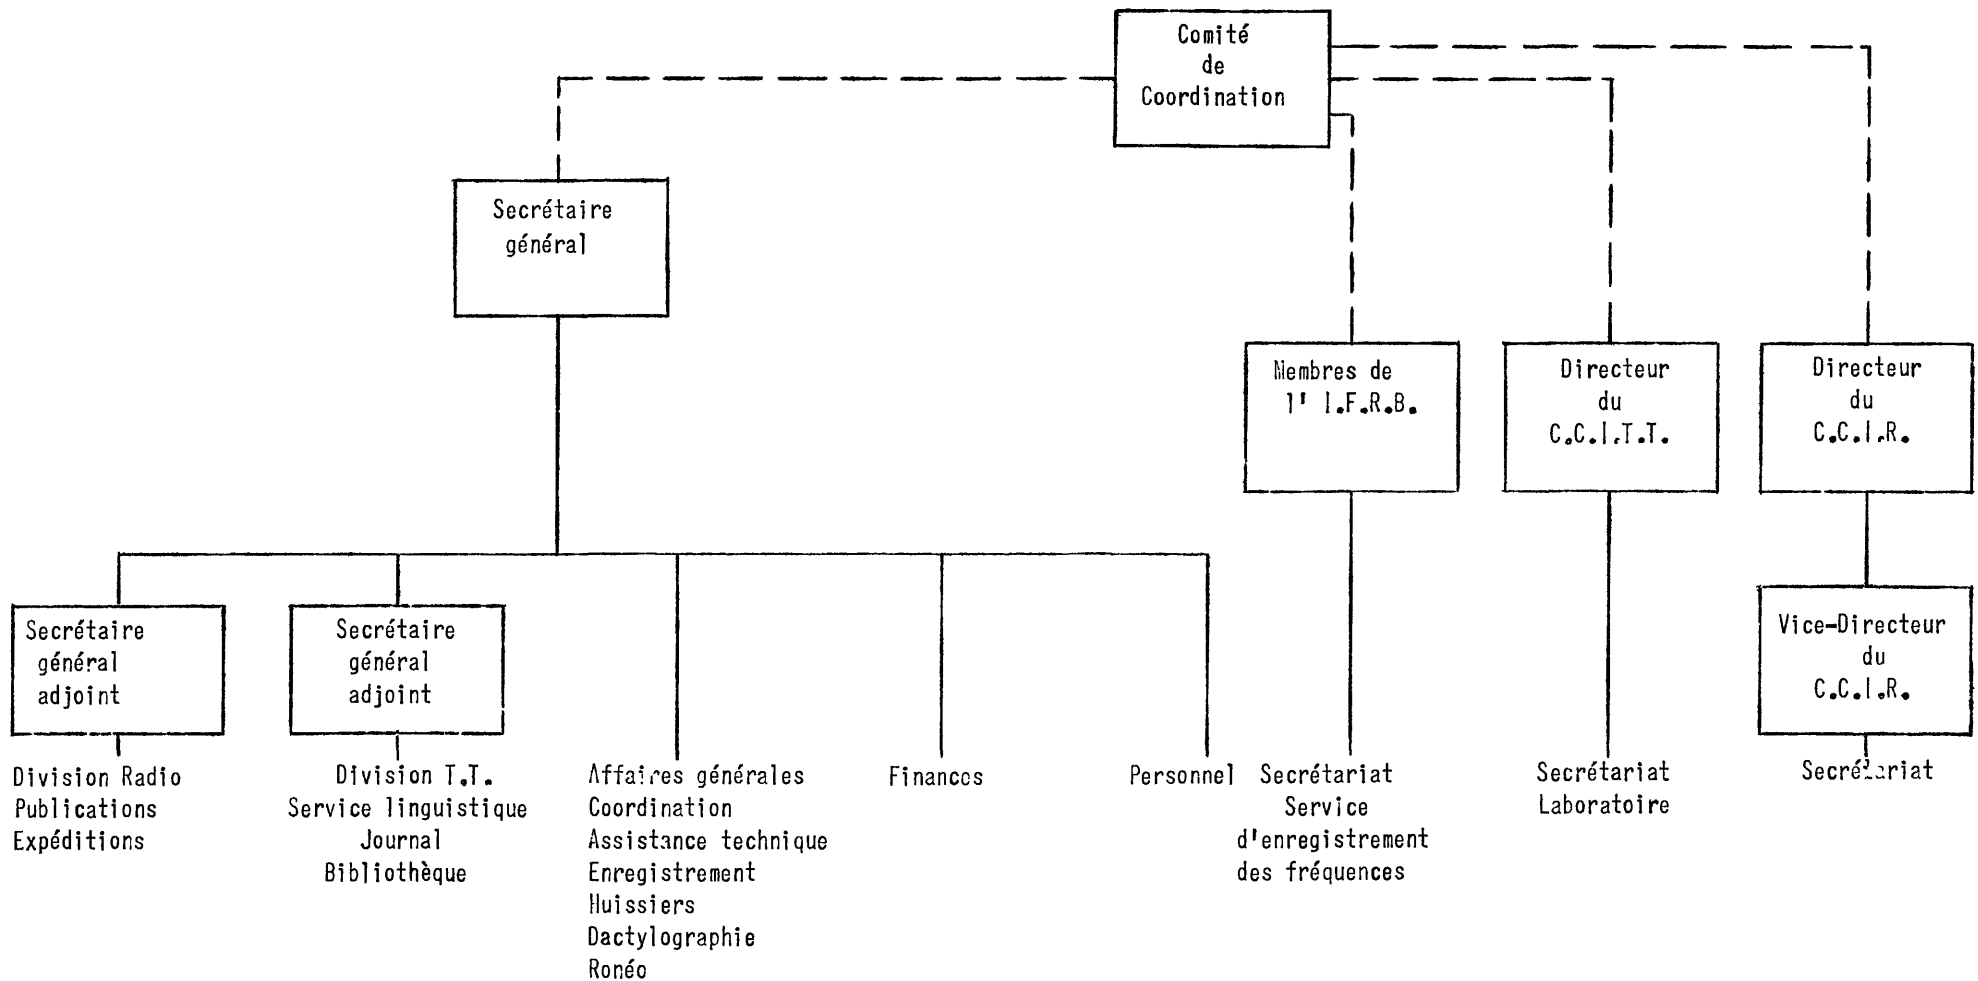 Comité
de
Coordination
Secrétaire
général
Membres de
l' I.F.R.B.
Directeur
du
C.C.I.T.T.
Directeur
du
C.C.I.R.
Secrétaire
général
adjoint
Secrétaire
général
adjoint
Vice-Directeur
du
C.C.I.R.
Division Radio
Publications
Expéditions
Division T.T.
Service linguistique
Journal
Bibliothèque
Affaires générales
Coordination
Assistance technique
Enregistrement
Huissiers
Dactylographie
Ronéo
Finances
Personnel
Secrétariat
Service
d'enregistrement
des fréquences
Secrétariat
Laboratoire
Secrétariat